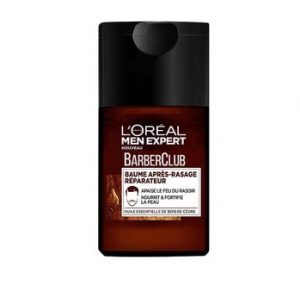 L'ORÉAL
MEN EXPERT
NOUVEAU
BARBERCLUB
BAUME APRÈS-RASAGE
RÉPARATEUR
APAISE LE FEU DU RASOIR
NOURRIT & FORTIFIE
LA PEAU
HUILE ESSENTIELLE DE BOIS DE CÈDRE